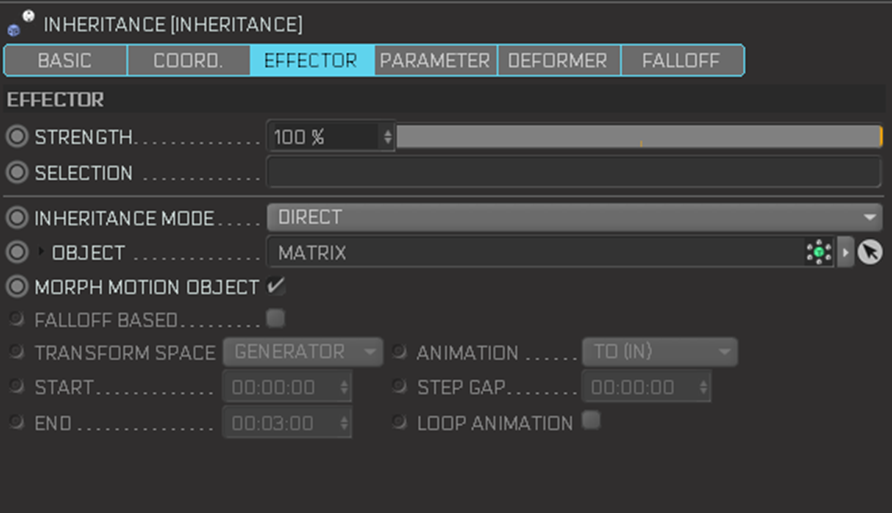 INHERITANCE [INHERITANCE]
BASIC COORD. EFFECTOR PARAMETER DEFORMER FALLOFF
EFFECTOR
STRENGTH............. 100 %
SELECTION .............
INHERITANCE MODE..... DIRECT
OBJECT ............. MATRIX
MORPH MOTION OBJECT
FALLOFF BASED.........
TRANSFORM SPACE GENERATOR ANIMATION ...... TO (IN)
START............... 00:00:00 STEP GAP........ 00:00:00
END ............... 00:03:00 LOOP ANIMATION